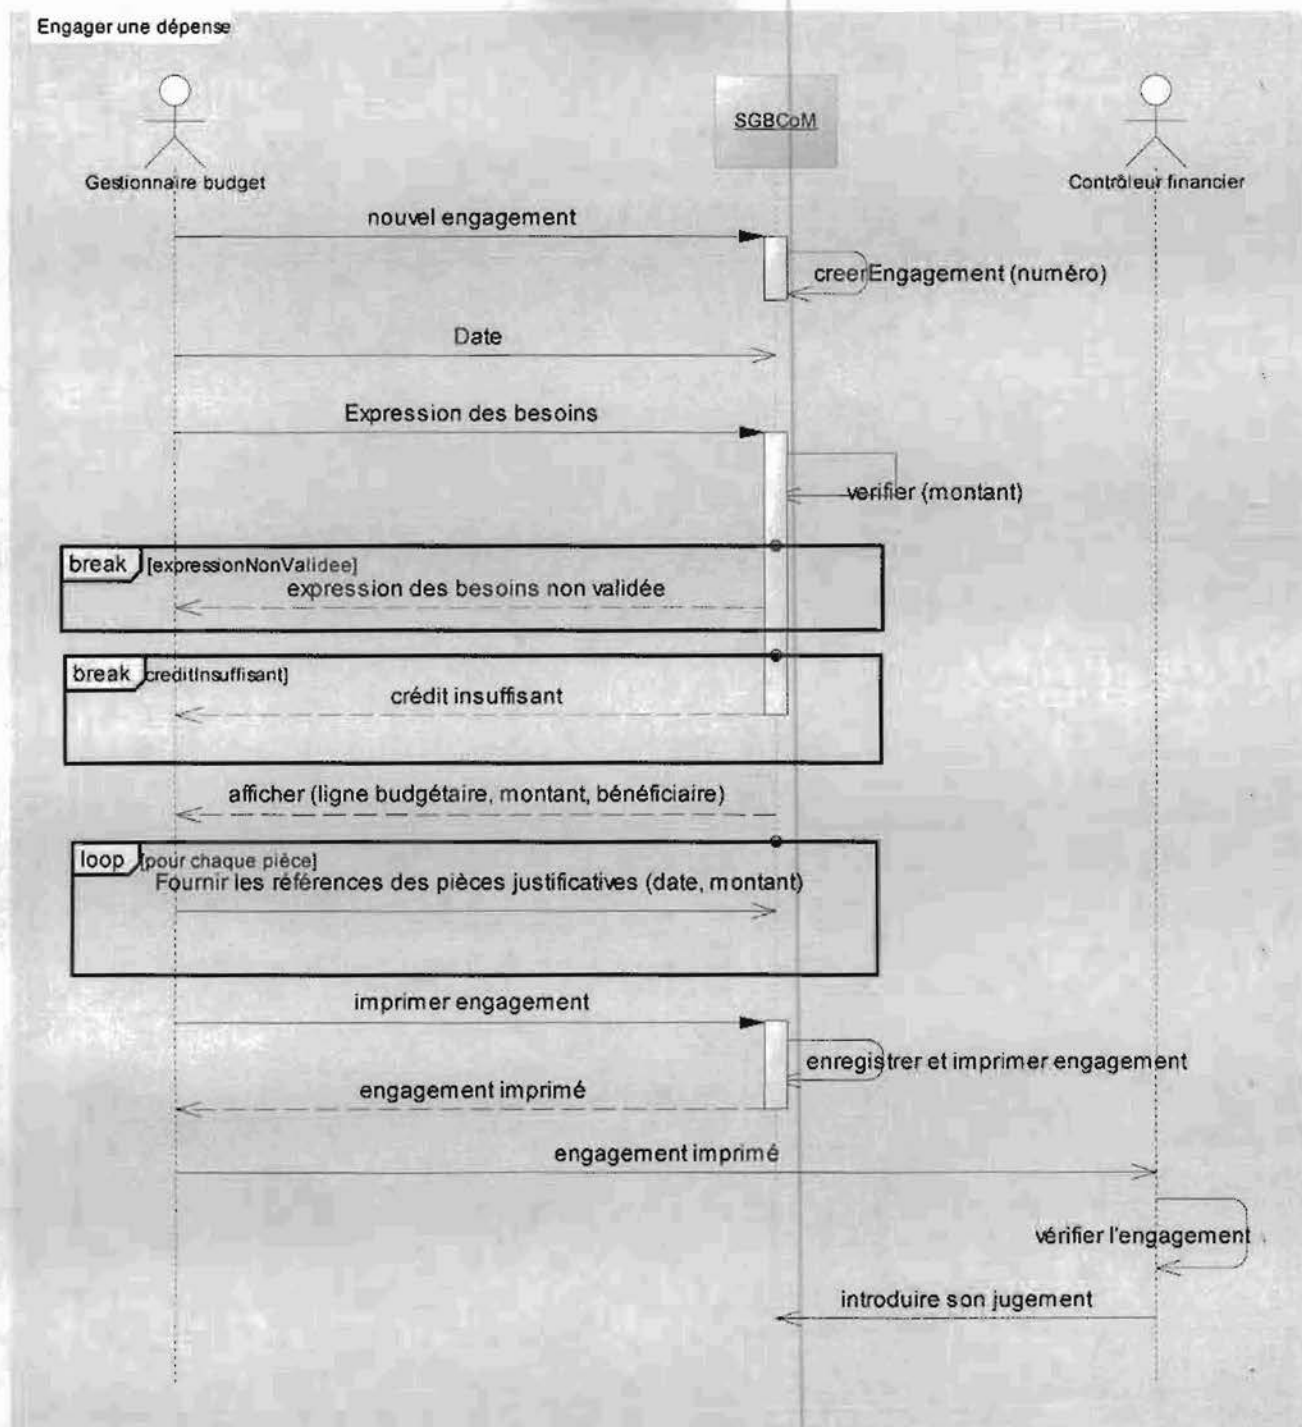 Engager une dépense
SGBCoM
Gestionnaire budget
Contrôleur financier
nouvel engagement
creerEngagement (numéro)
Date
Expression des besoins
verifier (montant)
break [expressionNonValidee]
expression des besoins non validée
break creditInsuffisant]
crédit insuffisant
afficher (ligne budgétaire, montant, bénéficiaire)
loop [pour chaque pièce]
Fournir les références des pièces justificatives (date, montant)
imprimer engagement
enregistrer et imprimer engagement
engagement imprimé
engagement imprimé
vérifier l'engagement
introduire son jugement